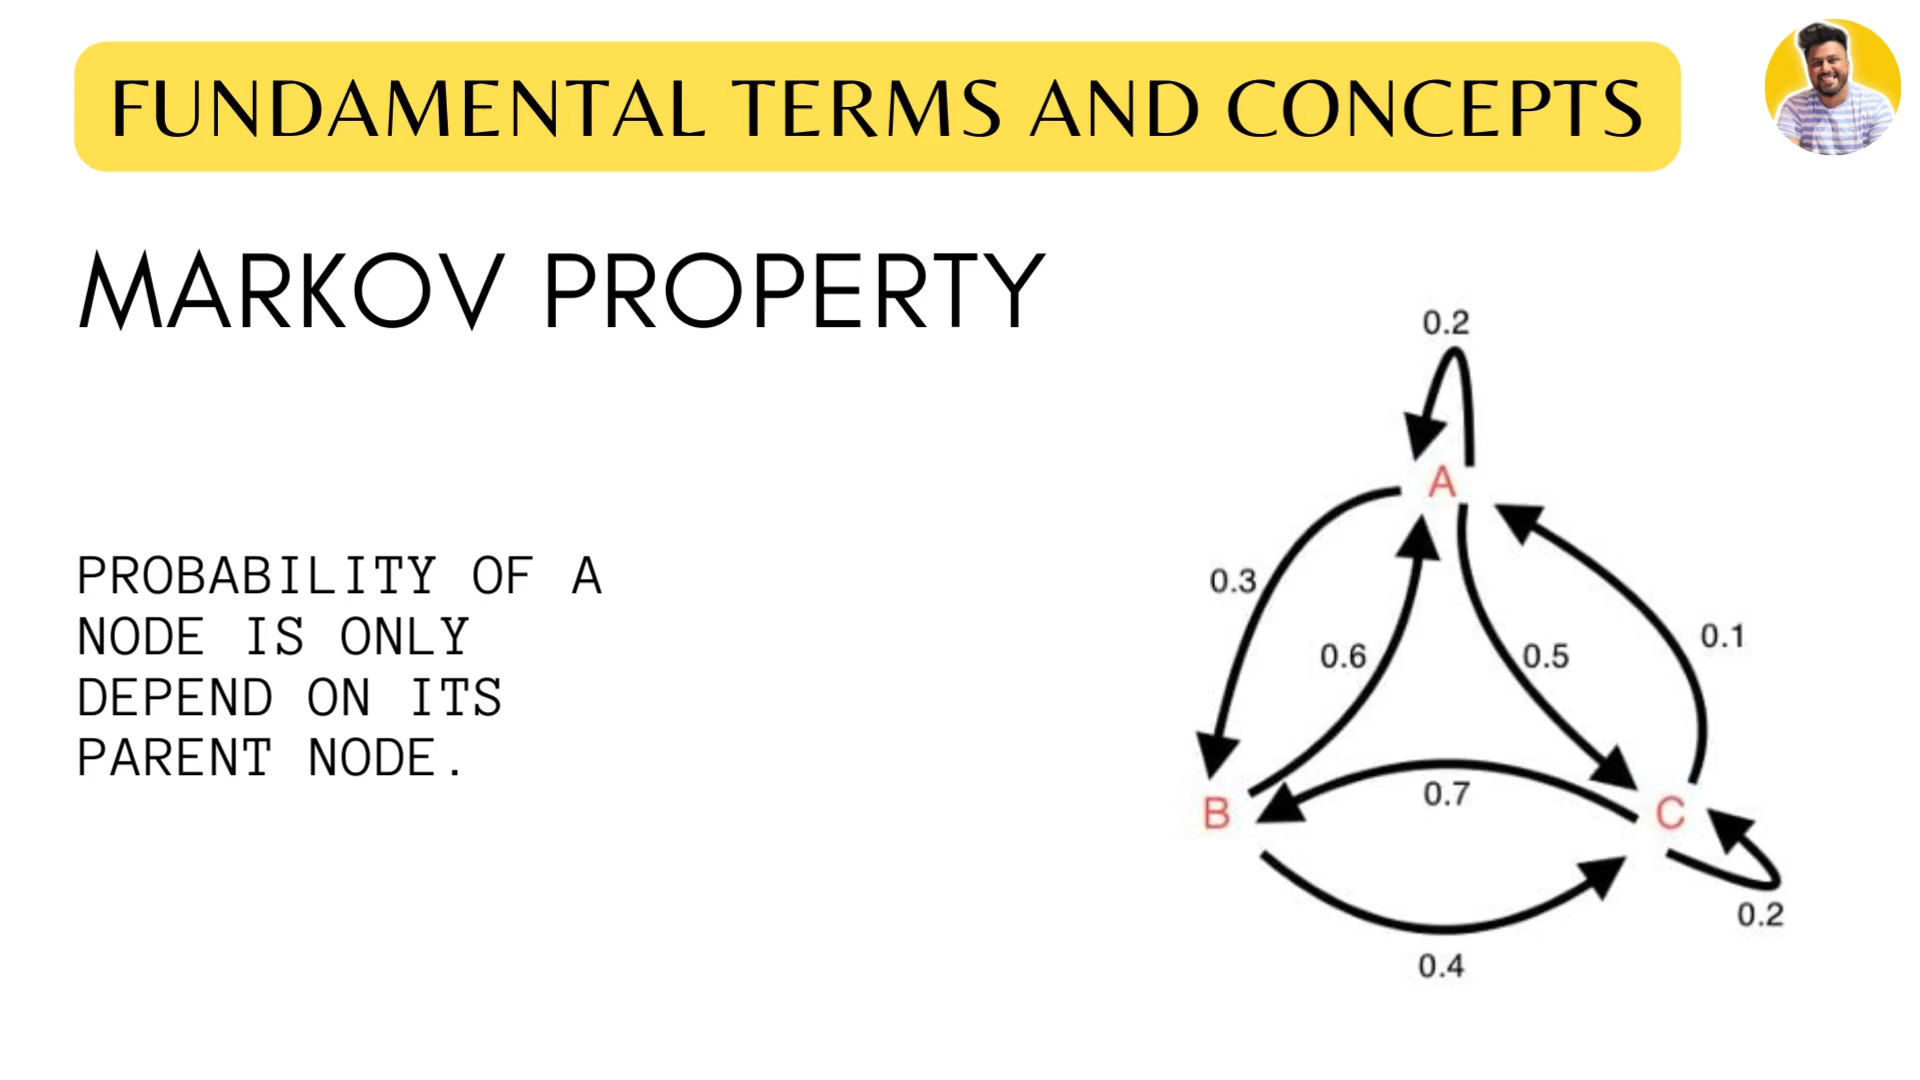 FUNDAMENTAL TERMS AND CONCEPTS
MARKOV PROPERTY
PROBABILITY OF A
NODE IS ONLY
DEPEND ON ITS
PARENT NODE.
0.2
A
0.3
0.6
0.5
0.1
B
0.7
C
0.2
0.4